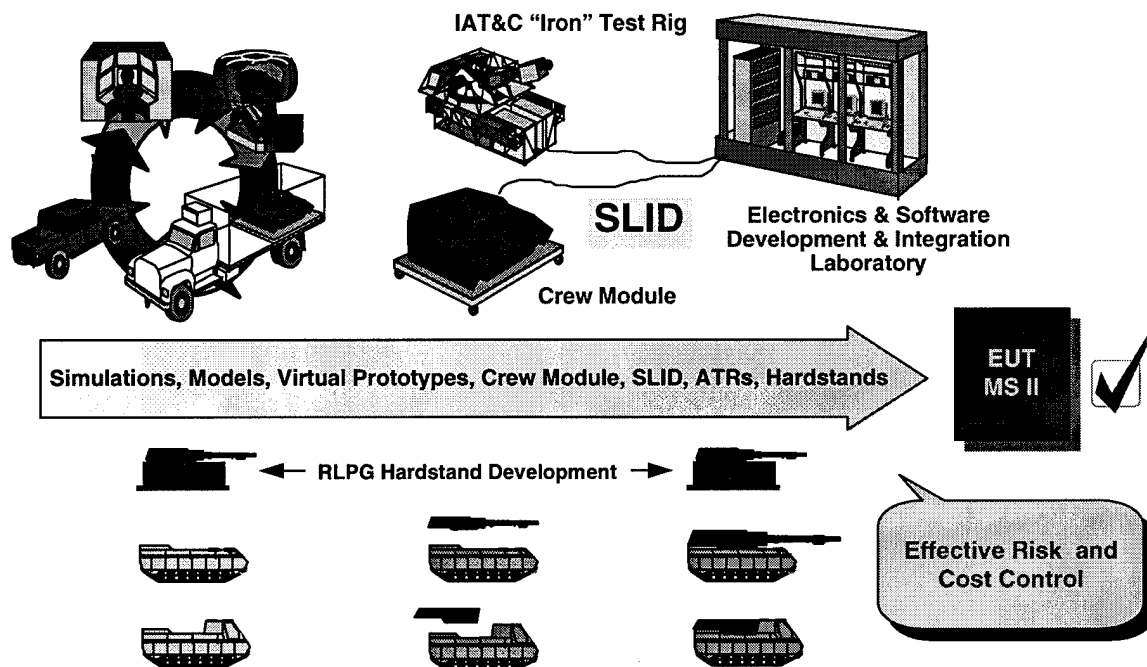 IAT&C “Iron” Test Rig
SLID
Electronics & Software
Development & Integration
Laboratory
Crew Module
Simulations, Models, Virtual Prototypes, Crew Module, SLID, ATRs, Hardstands
EUT
MS II
RLPG Hardstand Development
Effective Risk and
Cost Control